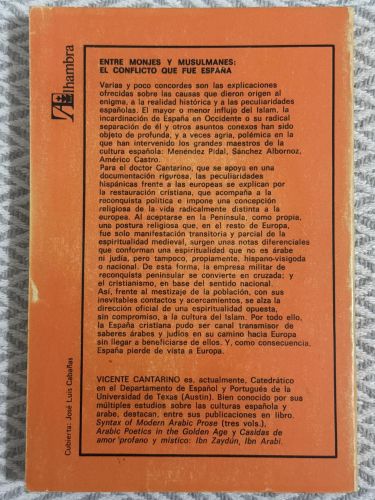 Alhambra
ENTRE MONJES Y MUSULMANES:
EL CONFLICTO QUE FUE ESPAÑA
Varias y poco concordes son las explicaciones
ofrecidas sobre las causas que dieron origen al
enigma, a la realidad histórica y a las peculiaridades
españolas. El mayor o menor influjo del Islam, la
incardinación de España en Occidente o su radical
separación de él y otros asuntos conexos han sido
objeto de profunda, y a veces agria, polémica en la
que han intervenido los grandes maestros de la
cultura española: Menéndez Pidal, Sánchez Albornoz,
Américo Castro.
Para el doctor Cantarino, que se apoya en una
documentación rigurosa, las peculiaridades
hispánicas frente a las europeas se explican por
la restauración cristiana, que acompaña a la
reconquista política e impone una concepción
religiosa de la vida radicalmente distinta a la
europea. Al aceptarse en la Península, como propia,
una postura religiosa que, en el resto de Europa,
fue solo manifestación transitoria y parcial de la
espiritualidad medieval, surgen unas notas diferenciales
que conforman una espiritualidad que no es árabe
ni judía, pero tampoco, propiamente, hispano-visigoda
o nacional. De esta forma, la empresa militar de
reconquista peninsular se convierte en cruzada; y
el cristianismo, en base del sentido nacional.
Así, frente al mestizaje de la población, con sus
inevitables contactos y acercamientos, se alza la
dirección oficial de una espiritualidad opuesta,
sin compromiso, a la cultura del Islam. Por todo ello,
la España cristiana pudo ser canal transmisor de
saberes árabes y judíos en su camino hacia Europa
sin llegar a beneficiarse de ellos. Y, como consecuencia,
España pierde de vista a Europa.
VICENTE CANTARINO es, actualmente, Catedrático
en el Departamento de Español y Portugués de la
Universidad de Texas (Austin). Bien conocido por sus
múltiples estudios sobre las culturas española y
árabe, destacan, entre sus publicaciones en libro.
Syntax of Modern Arabic Prose (tres vols.),
Arabic Poetics in the Golden Age y Casidas de
amor profano y místico: Ibn Zaydún, Ibn Arabi.
Cubierta: José Luis Cabañas